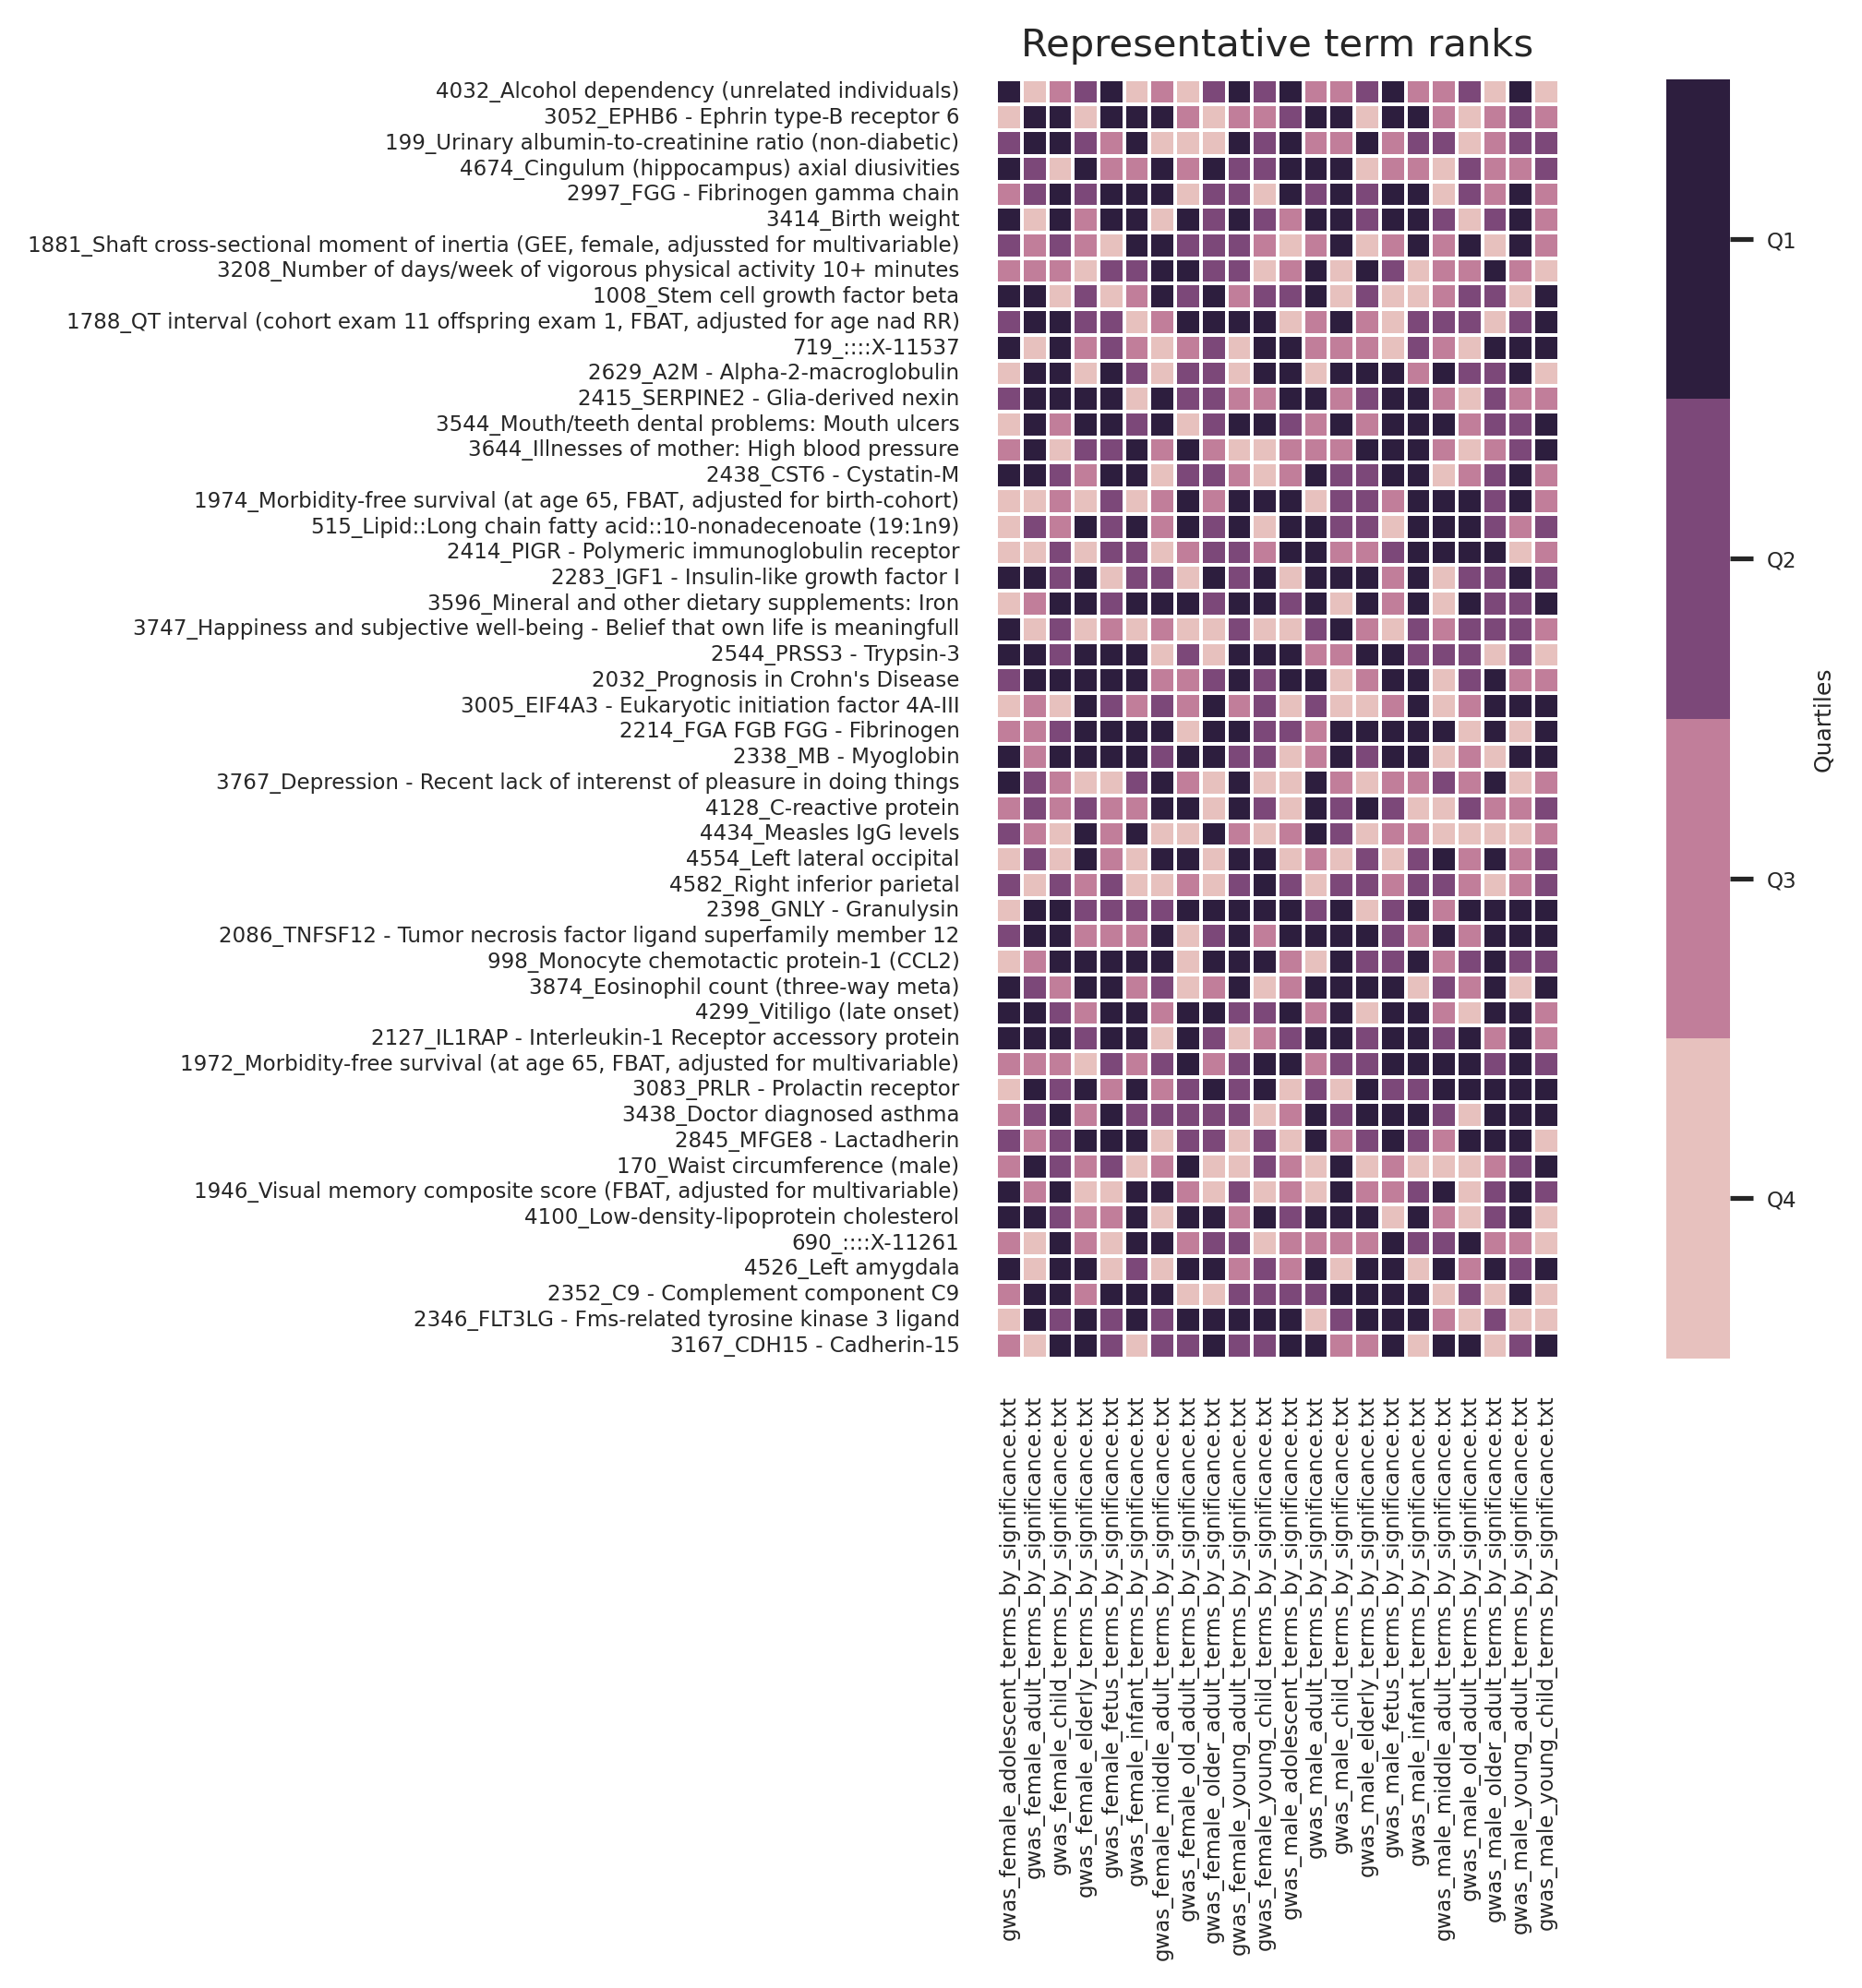 Representative term ranks
4032_Alcohol dependency (unrelated individuals)
3052_EPHB6 - Ephrin type-B receptor 6
199_Urinary albumin-to-creatinine ratio (non-diabetic)
4674_Cingulum (hippocampus) axial diusivities
2997_FGG - Fibrinogen gamma chain
3414_Birth weight
1881_Shaft cross-sectional moment of inertia (GEE, female, adjussted for multivariable)
3208_Number of days/week of vigorous physical activity 10+ minutes
1008_Stem cell growth factor beta
1788_QT interval (cohort exam 11 offspring exam 1, FBAT, adjusted for age nad RR)
719_::::X-11537
2629_A2M - Alpha-2-macroglobulin
2415_SERPINE2 - Glia-derived nexin
3544_Mouth/teeth dental problems: Mouth ulcers
3644_Illnesses of mother: High blood pressure
2438_CST6 - Cystatin-M
1974_Morbidity-free survival (at age 65, FBAT, adjusted for birth-cohort)
515_Lipid::Long chain fatty acid::10-nonadecenoate (19:1n9)
2414_PIGR - Polymeric immunoglobulin receptor
2283_IGF1 - Insulin-like growth factor I
3596_Mineral and other dietary supplements: Iron
3747_Happiness and subjective well-being - Belief that own life is meaningfull
2544_PRSS3 - Trypsin-3
2032_Prognosis in Crohn's Disease
3005_EIF4A3 - Eukaryotic initiation factor 4A-III
2214_FGA FGB FGG - Fibrinogen
2338_MB - Myoglobin
3767_Depression - Recent lack of interenst of pleasure in doing things
4128_C-reactive protein
4434_Measles IgG levels
4554_Left lateral occipital
4582_Right inferior parietal
2398_GNLY - Granulysin
2086_TNFSF12 - Tumor necrosis factor ligand superfamily member 12
998_Monocyte chemotactic protein-1 (CCL2)
3874_Eosinophil count (three-way meta)
4299_Vitiligo (late onset)
2127_IL1RAP - Interleukin-1 Receptor accessory protein
1972_Morbidity-free survival (at age 65, FBAT, adjusted for multivariable)
3083_PRLR - Prolactin receptor
3438_Doctor diagnosed asthma
2845_MFGE8 - Lactadherin
170_Waist circumference (male)
1946_Visual memory composite score (FBAT, adjusted for multivariable)
4100_Low-density-lipoprotein cholesterol
690_::::X-11261
4526_Left amygdala
2352_C9 - Complement component C9
2346_FLT3LG - Fms-related tyrosine kinase 3 ligand
3167_CDH15 - Cadherin-15
gwas_female_adolescent_terms_by_significance.txt
gwas_female_adult_terms_by_significance.txt
gwas_female_child_terms_by_significance.txt
gwas_female_elderly_terms_by_significance.txt
gwas_female_fetus_terms_by_significance.txt
gwas_female_infant_terms_by_significance.txt
gwas_female_middle_adult_terms_by_significance.txt
gwas_female_old_adult_terms_by_significance.txt
gwas_female_older_adult_terms_by_significance.txt
gwas_female_young_adult_terms_by_significance.txt
gwas_female_young_child_terms_by_significance.txt
gwas_male_adolescent_terms_by_significance.txt
gwas_male_adult_terms_by_significance.txt
gwas_male_child_terms_by_significance.txt
gwas_male_elderly_terms_by_significance.txt
gwas_male_fetus_terms_by_significance.txt
gwas_male_infant_terms_by_significance.txt
gwas_male_middle_adult_terms_by_significance.txt
gwas_male_old_adult_terms_by_significance.txt
gwas_male_older_adult_terms_by_significance.txt
gwas_male_young_adult_terms_by_significance.txt
gwas_male_young_child_terms_by_significance.txt
Q1
Q2
Q3
Q4
Quartiles